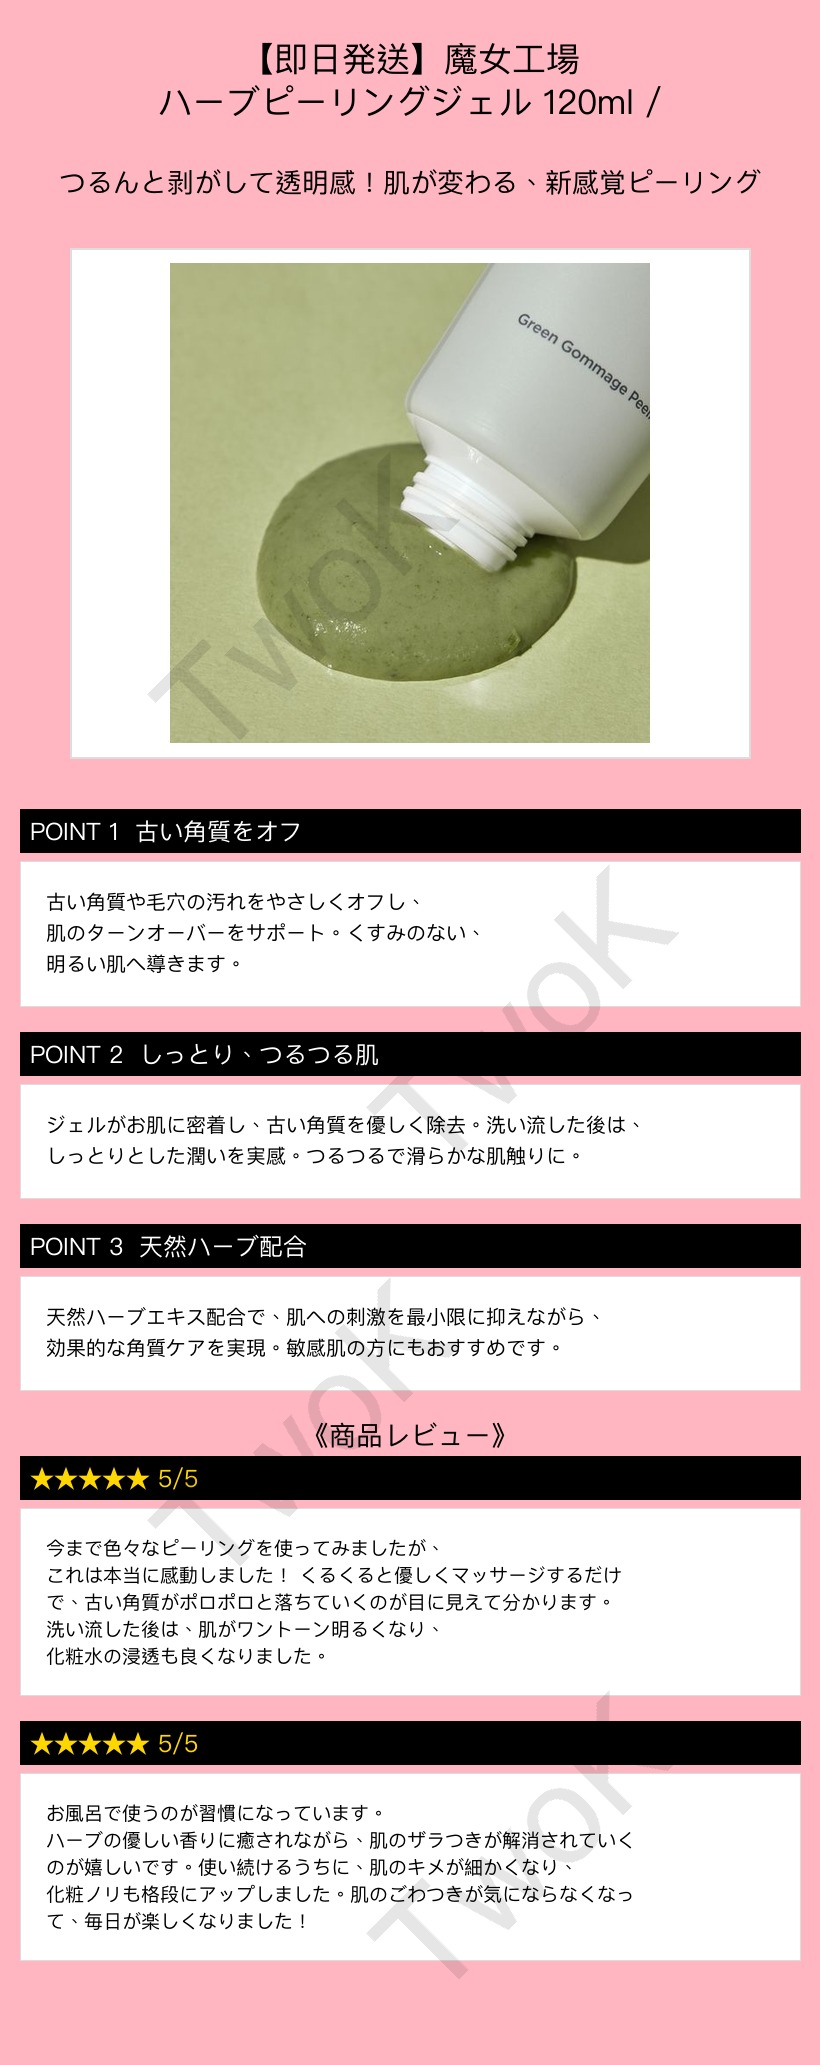 【即日発送】魔女工場
ハーブピーリングジェル 120ml /
つるんと剥がして透明感！肌が変わる、新感覚ピーリング
Green Gommage Peel
TwoK
POINT 1 古い角質をオフ
古い角質や毛穴の汚れをやさしくオフし、
肌のターンオーバーをサポート。くすみのない、
明るい肌へ導きます。
TwoK
POINT 2 しっとり、つるつる肌
ジェルがお肌に密着し、古い角質を優しく除去。洗い流した後は、
しっとりとした潤いを実感。つるつるで滑らかな肌触りに。
POINT 3 天然ハーブ配合
天然ハーブエキス配合で、肌への刺激を最小限に抑えながら、
効果的な角質ケアを実現。敏感肌の方にもおすすめです。
TwoK
《商品レビュー》
★★★★★ 5/5
今まで色々なピーリングを使ってみましたが、
これは本当に感動しました！ くるくると優しくマッサージするだけ
で、古い角質がポロポロと落ちていくのが目に見えて分かります。
洗い流した後は、肌がワントーン明るくなり、
化粧水の浸透も良くなりました。
★★★★★ 5/5
お風呂で使うのが習慣になっています。
ハーブの優しい香りに癒されながら、肌のザラつきが解消されていく
のが嬉しいです。使い続けるうちに、肌のキメが細かくなり、
化粧ノリも格段にアップしました。肌のごわつきが気にならなくなっ
て、毎日が楽しくなりました！
TwoK